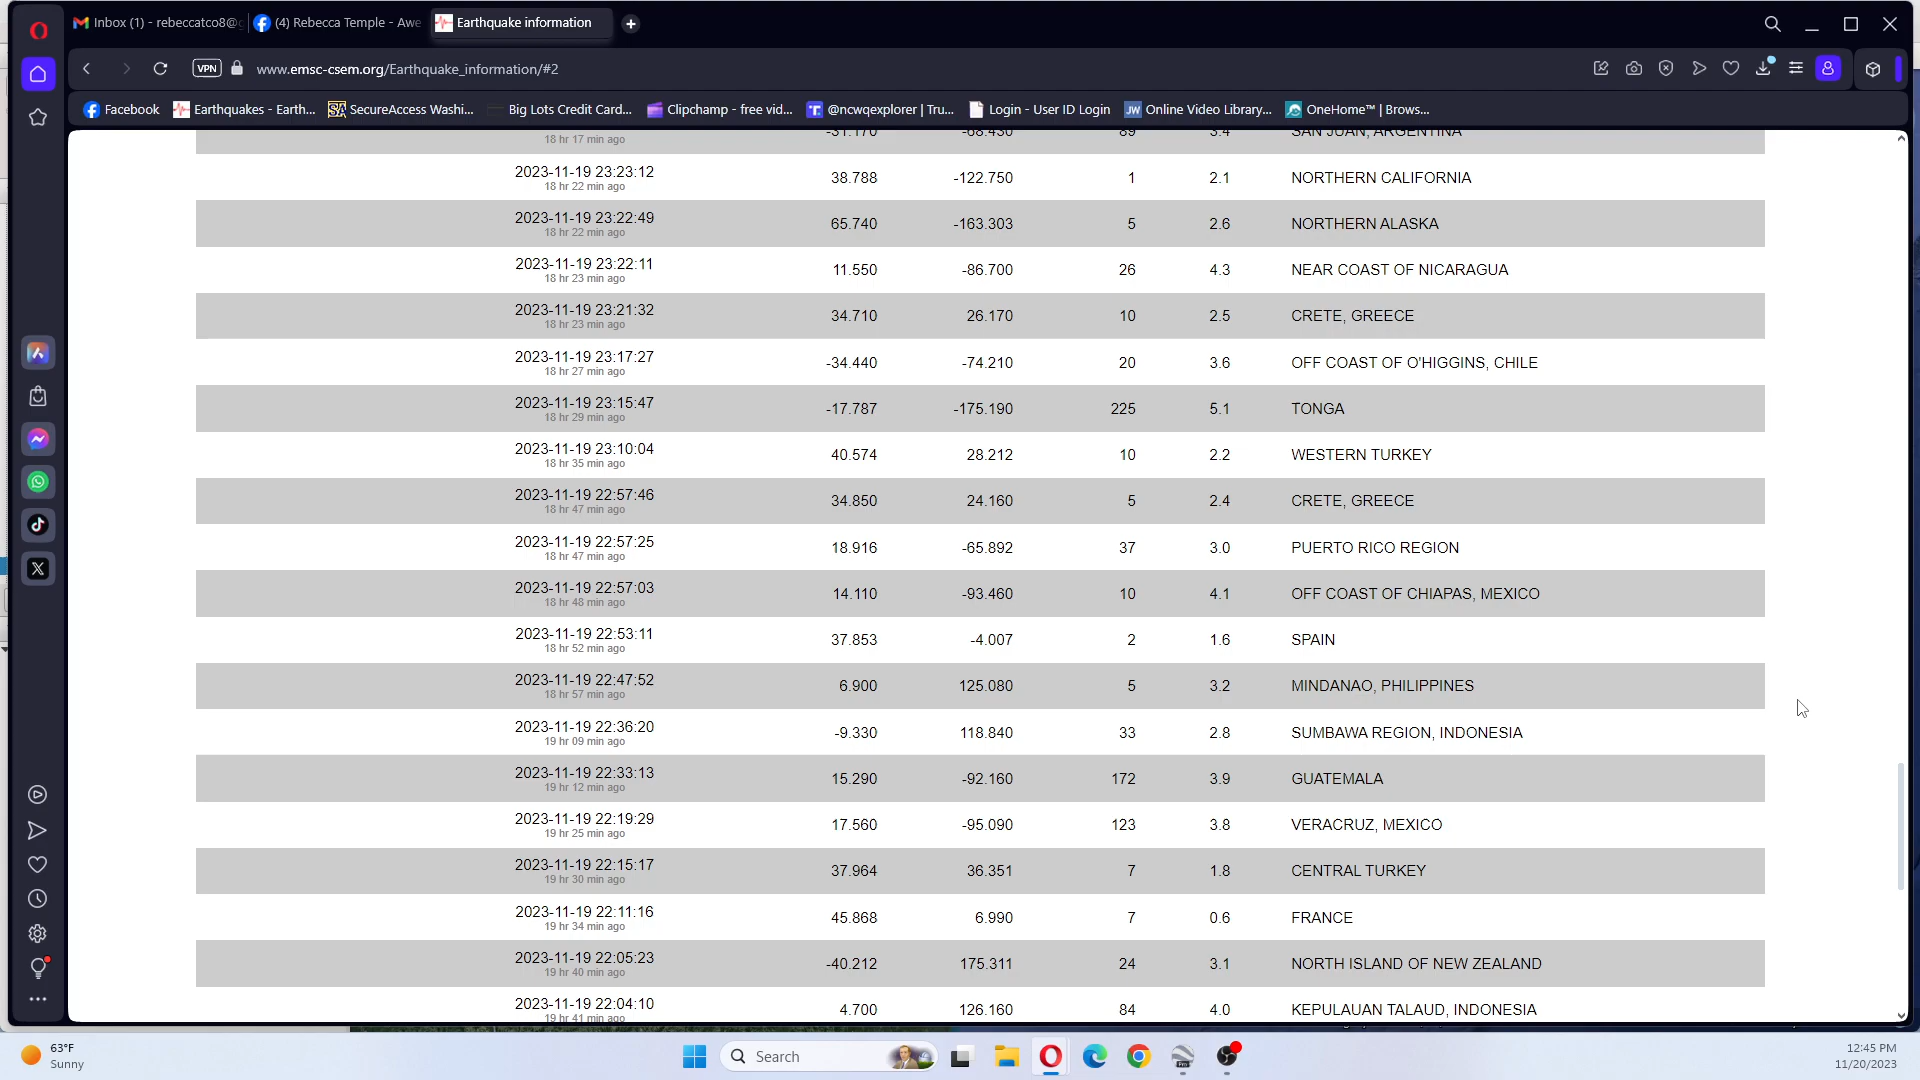 Inbox (1) - rebeccatco8@g
(4) Rebecca Temple - Awe
Earthquake information
VPN
www.emsc-csem.org/Earthquake_information/#2
Facebook
Earthquakes - Earth...
SecureAccess Washi...
Big Lots Credit Card...
Clipchamp - free vid...
@ncwqexplorer | Tru...
Login - User ID Login
Online Video Library...
OneHome™ | Brows...
-31.170 -68.430 89 3.4 SAN JUAN, ARGENTINA
18 hr 17 min ago
2023-11-19 23:23:12 38.788 -122.750 1 2.1 NORTHERN CALIFORNIA
18 hr 22 min ago
2023-11-19 23:22:49 65.740 -163.303 5 2.6 NORTHERN ALASKA
18 hr 22 min ago
2023-11-19 23:22:11 11.550 -86.700 26 4.3 NEAR COAST OF NICARAGUA
18 hr 23 min ago
2023-11-19 23:21:32 34.710 26.170 10 2.5 CRETE, GREECE
18 hr 23 min ago
2023-11-19 23:17:27 -34.440 -74.210 20 3.6 OFF COAST OF O'HIGGINS, CHILE
18 hr 27 min ago
2023-11-19 23:15:47 -17.787 -175.190 225 5.1 TONGA
18 hr 29 min ago
2023-11-19 23:10:04 40.574 28.212 10 2.2 WESTERN TURKEY
18 hr 35 min ago
2023-11-19 22:57:46 34.850 24.160 5 2.4 CRETE, GREECE
18 hr 47 min ago
2023-11-19 22:57:25 18.916 -65.892 37 3.0 PUERTO RICO REGION
18 hr 47 min ago
2023-11-19 22:57:03 14.110 -93.460 10 4.1 OFF COAST OF CHIAPAS, MEXICO
18 hr 48 min ago
2023-11-19 22:53:11 37.853 -4.007 2 1.6 SPAIN
18 hr 52 min ago
2023-11-19 22:47:52 6.900 125.080 5 3.2 MINDANAO, PHILIPPINES
18 hr 57 min ago
2023-11-19 22:36:20 -9.330 118.840 33 2.8 SUMBAWA REGION, INDONESIA
19 hr 09 min ago
2023-11-19 22:33:13 15.290 -92.160 172 3.9 GUATEMALA
19 hr 12 min ago
2023-11-19 22:19:29 17.560 -95.090 123 3.8 VERACRUZ, MEXICO
19 hr 25 min ago
2023-11-19 22:15:17 37.964 36.351 7 1.8 CENTRAL TURKEY
19 hr 30 min ago
2023-11-19 22:11:16 45.868 6.990 7 0.6 FRANCE
19 hr 34 min ago
2023-11-19 22:05:23 -40.212 175.311 24 3.1 NORTH ISLAND OF NEW ZEALAND
19 hr 40 min ago
2023-11-19 22:04:10 4.700 126.160 84 4.0 KEPULAUAN TALAUD, INDONESIA
19 hr 41 min ago
63°F
Sunny
Search
12:45 PM
11/20/2023